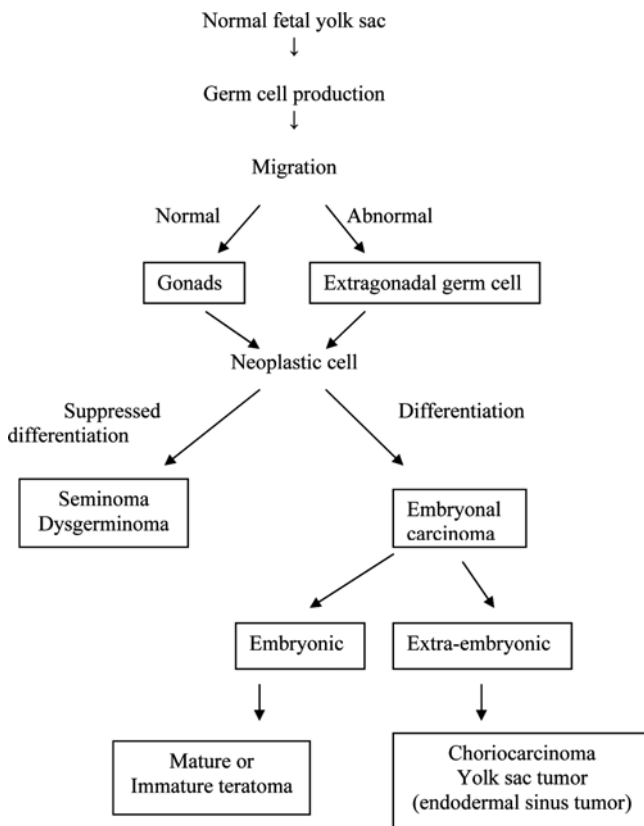 Normal fetal yolk sac
↓
Germ cell production
↓
Migration
Normal
Abnormal
Gonads
Extragonadal germ cell
Neoplastic cell
Suppressed
differentiation
Differentiation
Seminoma
Dysgerminoma
Embryonal
carcinoma
Embryonic
Extra-embryonic
Mature or
Immature teratoma
Choriocarcinoma
Yolk sac tumor
(endodermal sinus tumor)